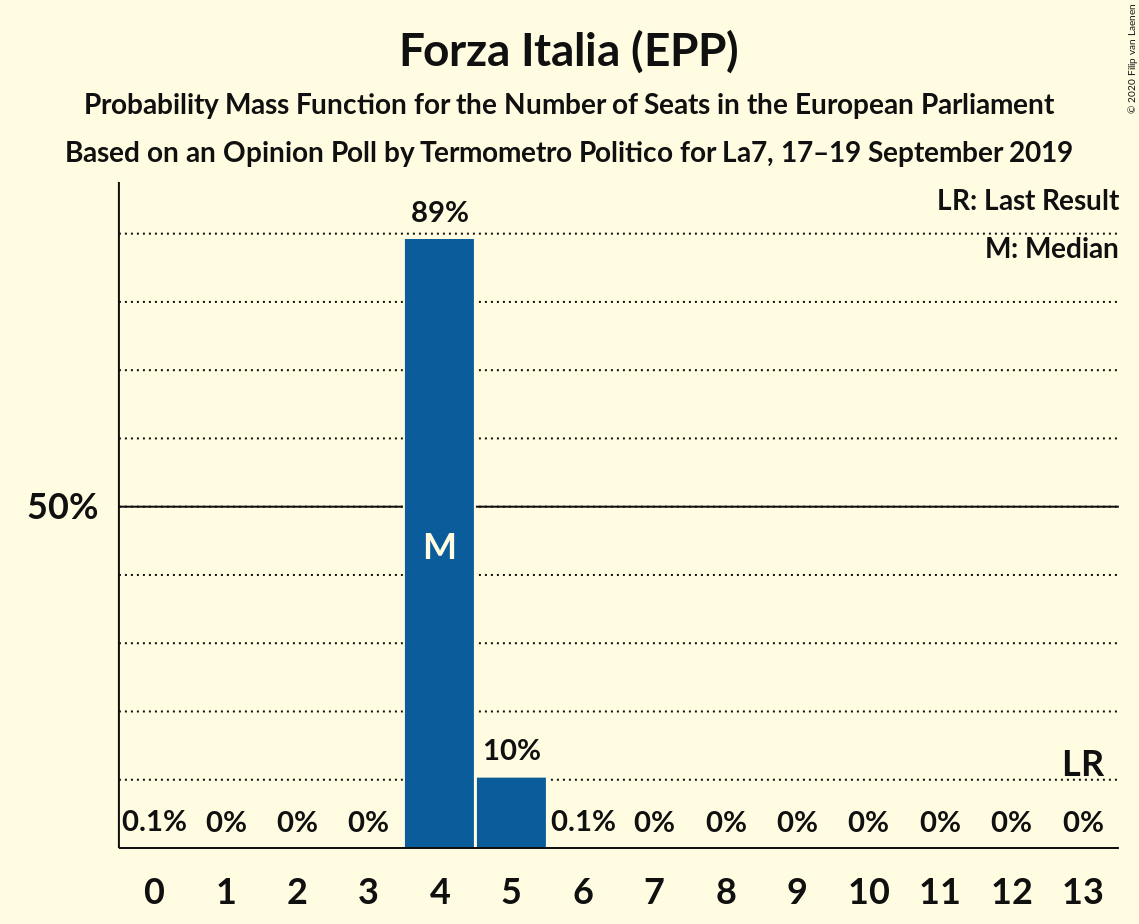 Forza Italia (EPP)
Probability Mass Function for the Number of Seats in the European Parliament
Based on an Opinion Poll by Termometro Politico for La7, 17–19 September 2019
© 2020 Filip van Laenen
LR: Last Result
M: Median
89%
50%
M
10%
LR
0.1% 0% 0% 0% 0.1% 0% 0% 0% 0% 0% 0% 0%
0 1 2 3 4 5 6 7 8 9 10 11 12 13